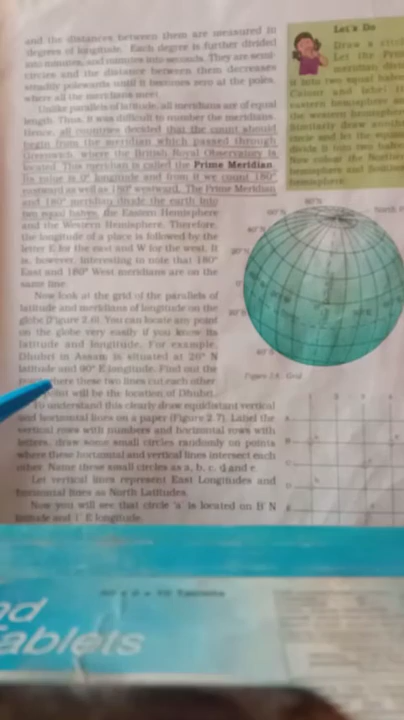 and the distances between them are measured in
degrees of longitude. Each degree is further divided
into minutes, and minutes into seconds. They are semi-
circles and the distance between them decreases
steadily polewards until it becomes zero at the poles,
where all the meridians meet.
Unlike parallels of latitude, all meridians are of equal
length. Thus, it was difficult to number the meridians.
Hence, all countries decided that the count should
begin from the meridian which passed through
Greenwich, where the British Royal Observatory is
located. This meridian is called the Prime Meridian.
Its value is 0° longitude and from it we count 180°
eastward as well as 180° westward. The Prime Meridian
and 180° meridian divide the earth into
two equal halves, the Eastern Hemisphere
and the Western Hemisphere. Therefore,
the longitude of a place is followed by the
letter E for the east and W for the west. It
is, however, interesting to note that 180°
East and 180° West meridians are on the
same line.
Now look at the grid of the parallels of
latitude and meridians of longitude on the
globe (Figure 2.6). You can locate any point
on the globe very easily if you know its
latitude and longitude. For example,
Dhubri in Assam is situated at 26° N
latitude and 90° E longitude. Find out the
where these two lines cut each other.
point will be the location of Dhubri.
To understand this clearly draw equidistant vertical
and horizontal lines on a paper (Figure 2.7). Label the
vertical rows with numbers and horizontal rows with
letters, draw some small circles randomly on points
where these horizontal and vertical lines intersect each
other. Name these small circles as a, b, c, d and e.
Let vertical lines represent East Longitudes and
horizontal lines as North Latitudes.
Now you will see that circle 'a' is located on B° N
latitude and 1° E longitude.
Let's Do
Draw a
Let the Prime
meridian
it into two equal halves
and label
eastern hemisphere
the western hemisphere
draw another
and let the
divide it into two
hemisphere and
hemisphere.
North
Figure 2.6: Grid
Tablets
ablets